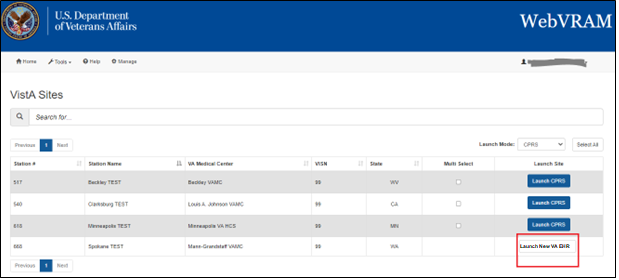 U.S. Department
of Veterans Affairs
WebVRAM
Home Tools Help Manage
VistA Sites
Search for...
Previous 1 Next
Launch Mode: CPRS Select All
Station # Station Name VA Medical Center VISN State Multi Select Launch Site
517 Beckley TEST Beckley VAMC 99 WV Launch CPRS
540 Clarksburg TEST Louis A. Johnson VAMC 99 CA Launch CPRS
618 Minneapolis TEST Minneapolis VA HCS 99 MN Launch CPRS
668 Spokane TEST Mann-Grandstaff VAMC 99 WA Launch New VA EHR
Previous 1 Next